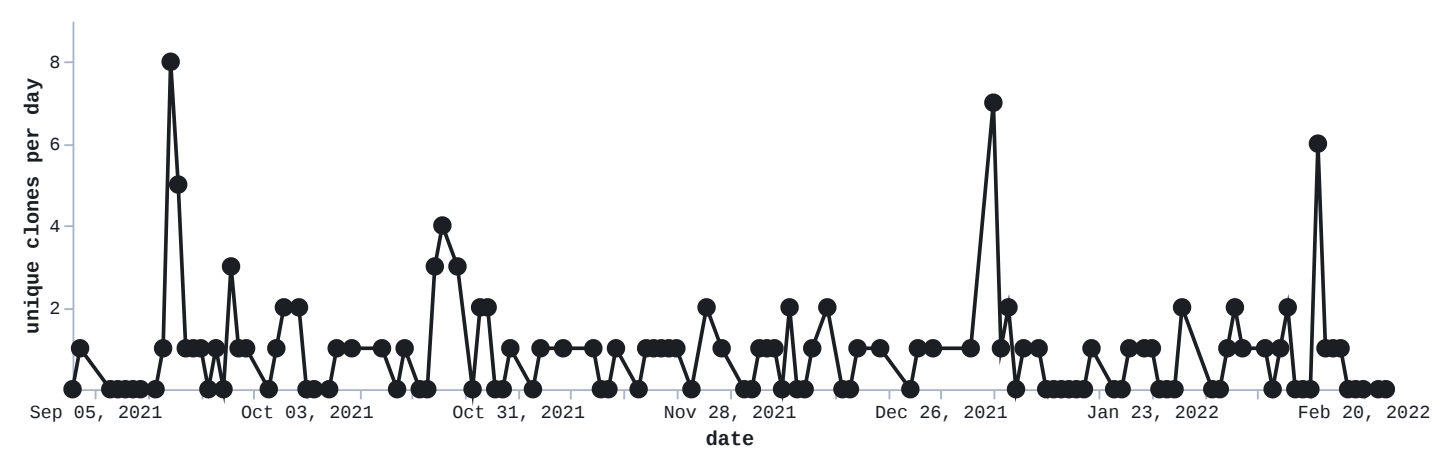 unique clones per day
8
6
4
2
Sep 05, 2021
Oct 03, 2021
Oct 31, 2021
Nov 28, 2021
Dec 26, 2021
Jan 23, 2022
Feb 20, 2022
date